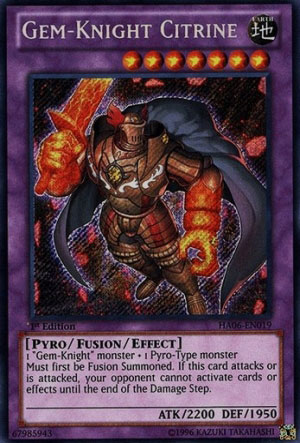 GEM-KNIGHT CITRINE
EARTH
地
1st Edition
HA06-EN019
[PYRO / FUSION / EFFECT]
1 "Gem-Knight" monster + 1 Pyro-Type monster
Must first be Fusion Summoned. If this card attacks or
is attacked, your opponent cannot activate cards or
effects until the end of the Damage Step.
ATK/2200 DEF/1950
67985943
©1996 KAZUKI TAKAHASHI